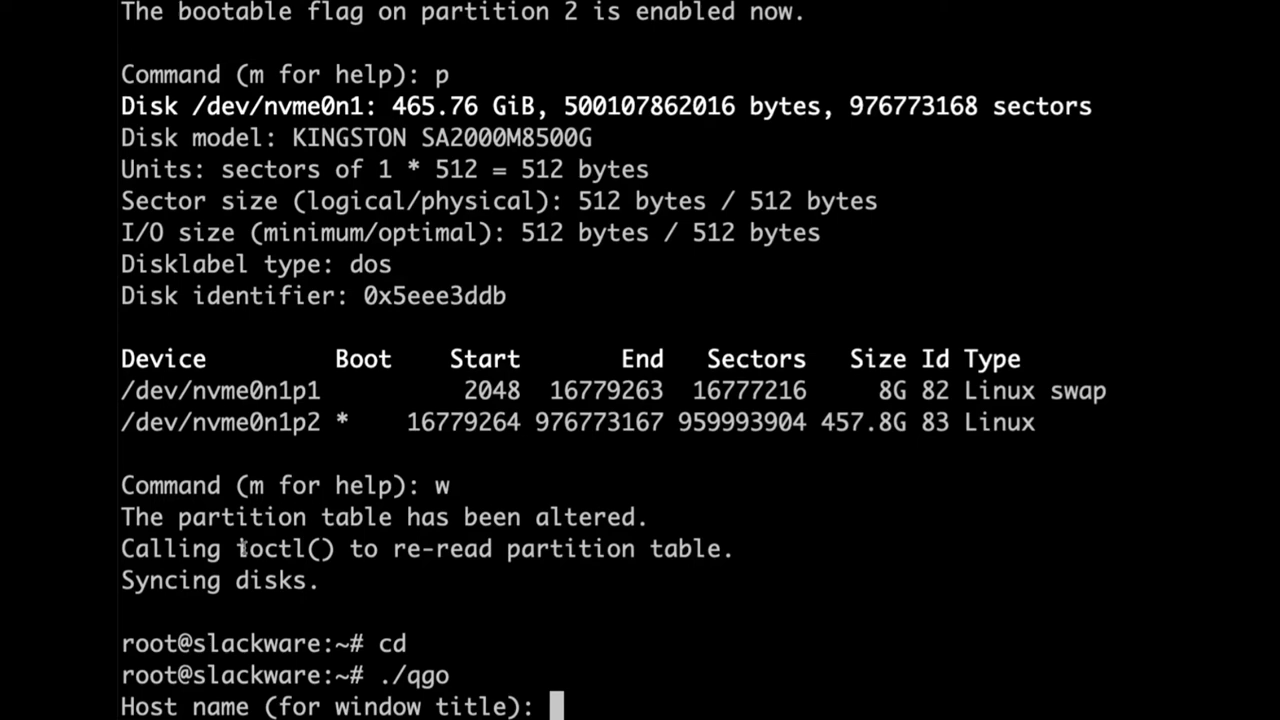 The bootable flag on partition 2 is enabled now.
Command (m for help): p
Disk /dev/nvme0n1: 465.76 GiB, 500107862016 bytes, 976773168 sectors
Disk model: KINGSTON SA2000M8500G
Units: sectors of 1 * 512 = 512 bytes
Sector size (logical/physical): 512 bytes / 512 bytes
I/O size (minimum/optimal): 512 bytes / 512 bytes
Disklabel type: dos
Disk identifier: 0x5eee3ddb
Device Boot Start End Sectors Size Id Type
/dev/nvme0n1p1 2048 16779263 16777216 8G 82 Linux swap
/dev/nvme0n1p2 * 16779264 976773167 959993904 457.8G 83 Linux
Command (m for help): w
The partition table has been altered.
Calling ioctl() to re-read partition table.
Syncing disks.
root@slackware:~# cd
root@slackware:~# ./qgo
Host name (for window title):